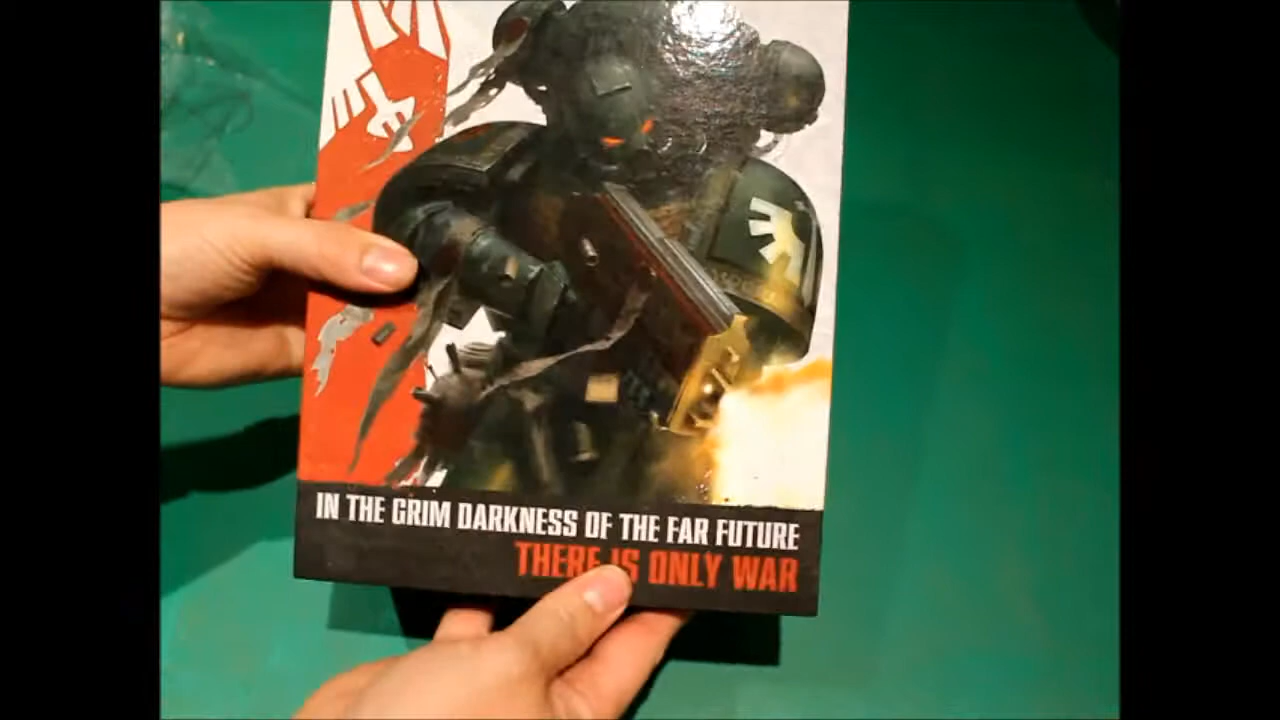 IN THE GRIM DARKNESS OF THE FAR FUTURE
THERE IS ONLY WAR